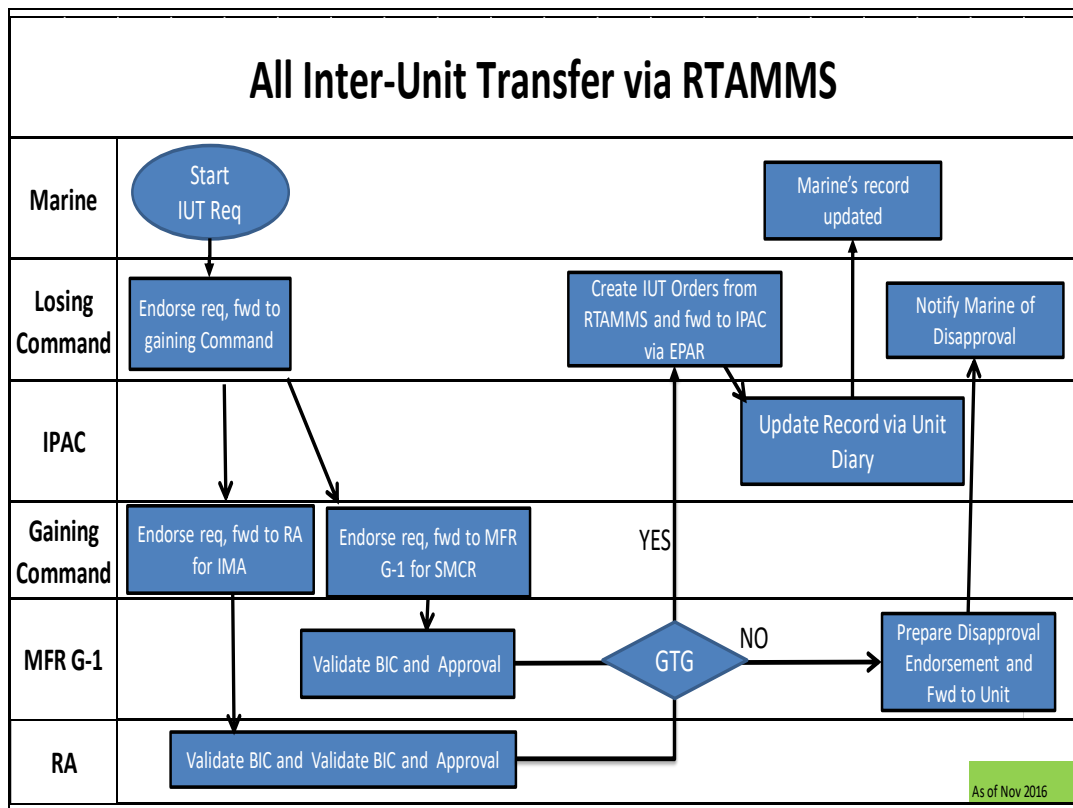 All Inter-Unit Transfer via RTAMMS
Marine
Start
IUT Req
Marine's record
updated
Losing
Command
Endorse req, fwd to
gaining Command
Create IUT Orders from
RTAMMS and fwd to IPAC
via EPAR
Notify Marine of
Disapproval
IPAC
Update Record via Unit
Diary
Gaining
Command
Endorse req, fwd to RA
for IMA
Endorse req, fwd to MFR
G-1 for SMCR
YES
MFR G-1
Validate BIC and Approval
GTG
NO
Prepare Disapproval
Endorsement and
Fwd to Unit
RA
Validate BIC and Validate BIC and Approval
As of Nov 2016